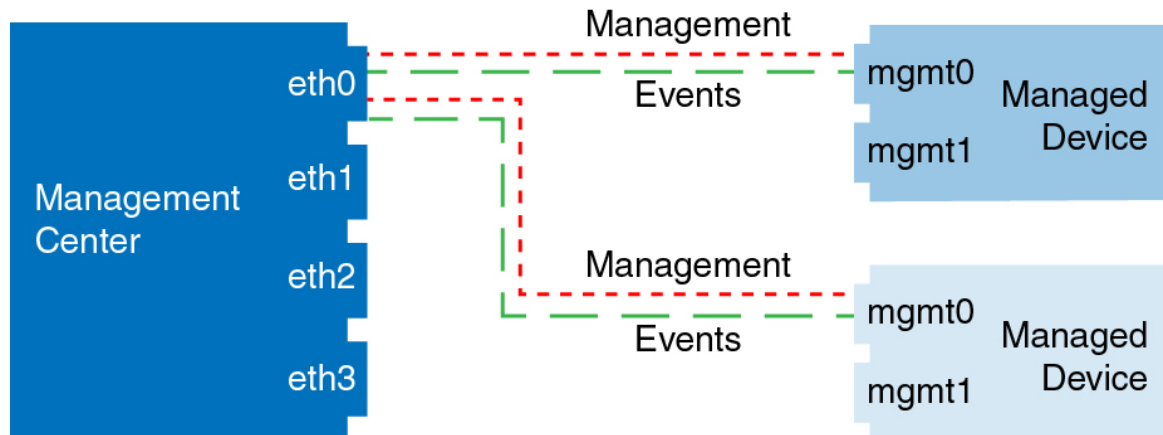 Management
eth0
mgmt0
Events
Managed
Device
mgmt1
eth1
Management
Center
eth2
Management
mgmt0
Events
Managed
Device
eth3
mgmt1